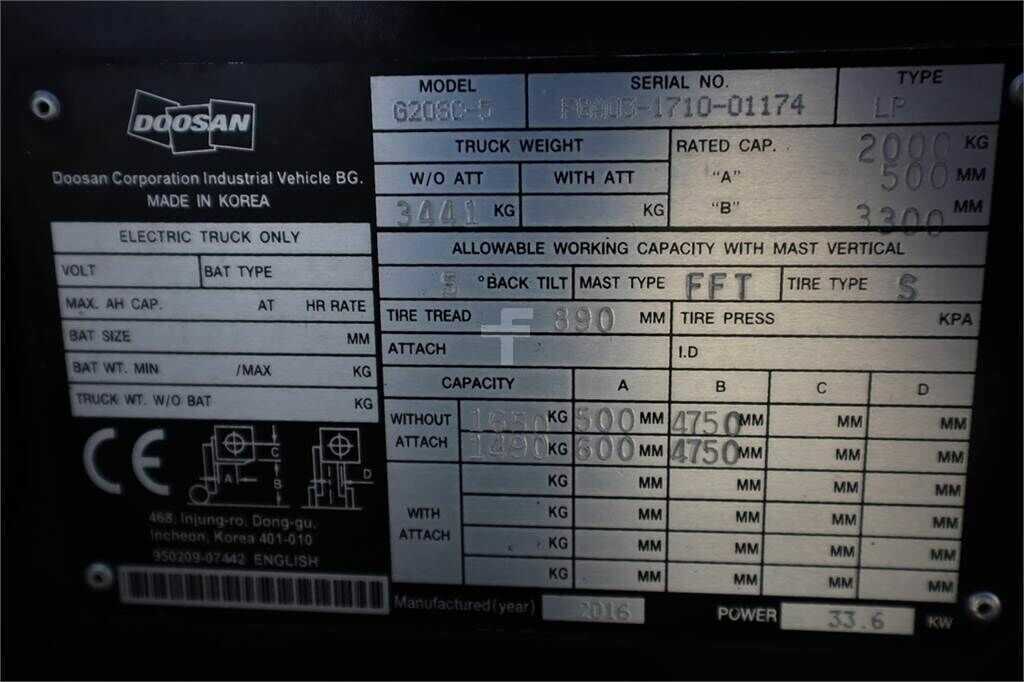 DOOSAN
Doosan Corporation Industrial Vehicle BG.
MADE IN KOREA
ELECTRIC TRUCK ONLY
VOLT BAT TYPE
MAX. AH CAP. AT HR RATE
BAT SIZE MM
BAT WT. MIN /MAX KG
TRUCK WT. W/O BAT KG
CE
A B C D
468, Injung-ro, Dong-gu,
Incheon, Korea 401-010
950209-07442 ENGLISH
MODEL SERIAL NO. TYPE
G20SC-5 -1710-01174 LP
TRUCK WEIGHT RATED CAP. 2000 KG
W/O ATT WITH ATT "A" 500 MM
3441 KG KG "B" 3300 MM
ALLOWABLE WORKING CAPACITY WITH MAST VERTICAL
5 °BACK TILT MAST TYPE FFT TIRE TYPE S
TIRE TREAD 890 MM TIRE PRESS KPA
ATTACH I.D
CAPACITY A B C D
WITHOUT ATTACH 1650 KG 500 MM 4750 MM MM MM
1490 KG 600 MM 4750 MM MM MM
WITH ATTACH KG MM MM MM MM
KG MM MM MM MM
KG MM MM MM MM
KG MM MM MM MM
Manufactured (year) 2016 POWER 33.6 KW